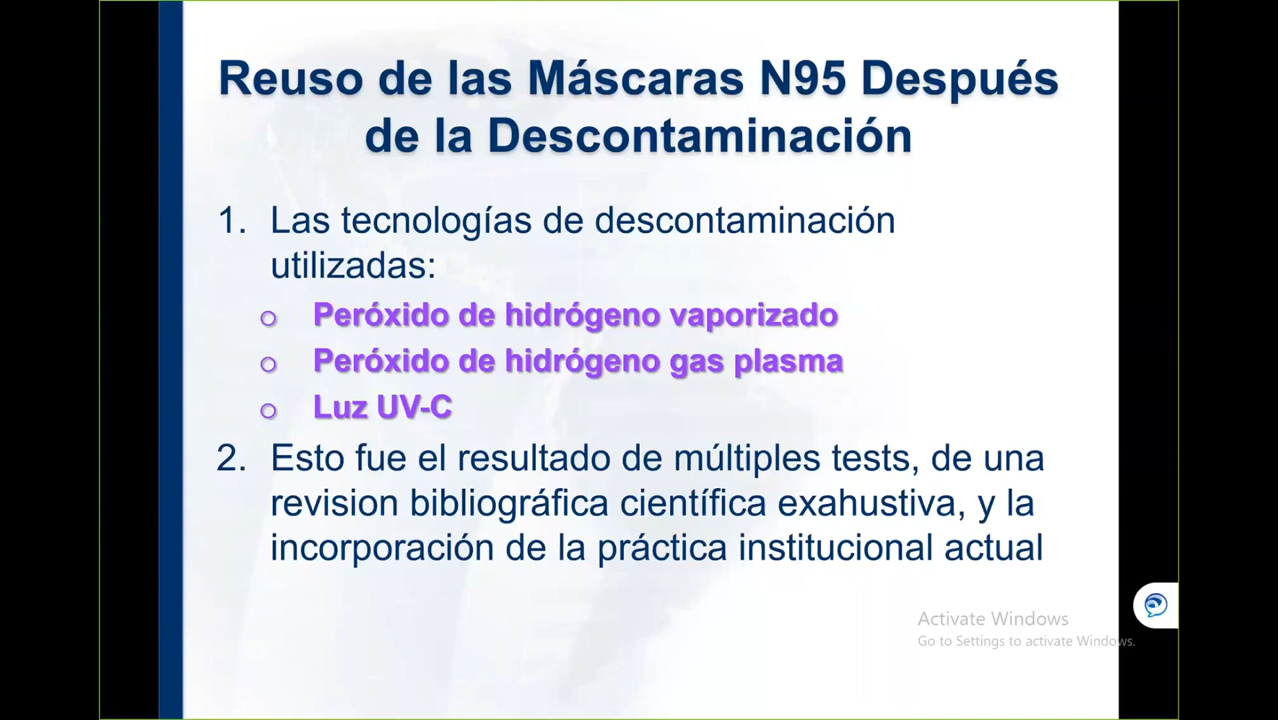 Reuso de las Máscaras N95 Después
de la Descontaminación
1. Las tecnologías de descontaminación
utilizadas:
o Peróxido de hidrógeno vaporizado
o Peróxido de hidrógeno gas plasma
o Luz UV-C
2. Esto fue el resultado de múltiples tests, de una
revision bibliográfica científica exahustiva, y la
incorporación de la práctica institucional actual
Activate Windows
Go to Settings to activate Windows.